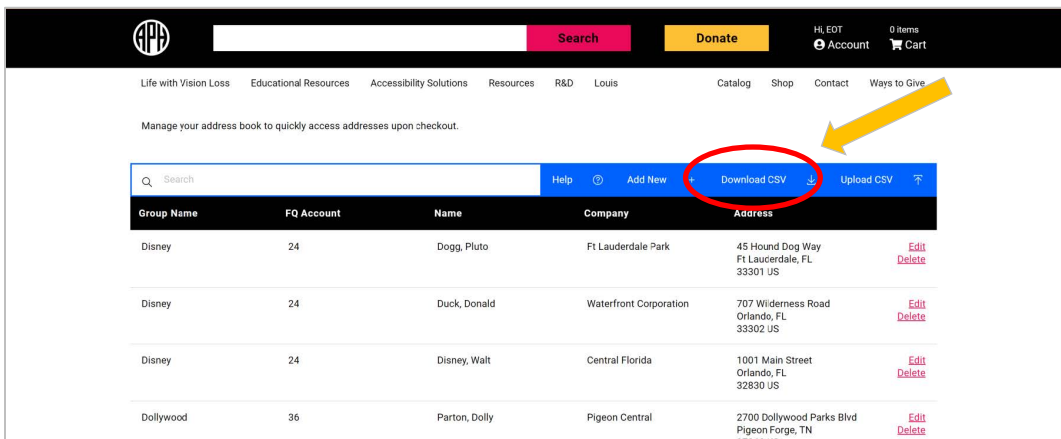 APH
Search
Donate
Hi, EOT
Account
0 items
Cart
Life with Vision Loss Educational Resources Accessibility Solutions Resources R&D Louis Catalog Shop Contact Ways to Give
Manage your address book to quickly access addresses upon checkout.
Search Help Add New + Download CSV Upload CSV
Group Name FQ Account Name Company Address
Disney 24 Dogg, Pluto Ft Lauderdale Park 45 Hound Dog Way Edit
Ft Lauderdale, FL Delete
33301 US
Disney 24 Duck, Donald Waterfront Corporation 707 Wilderness Road Edit
Orlando, FL Delete
33302 US
Disney 24 Disney, Walt Central Florida 1001 Main Street Edit
Orlando, FL Delete
32830 US
Dollywood 36 Parton, Dolly Pigeon Central 2700 Dollywood Parks Blvd Edit
Pigeon Forge, TN Delete